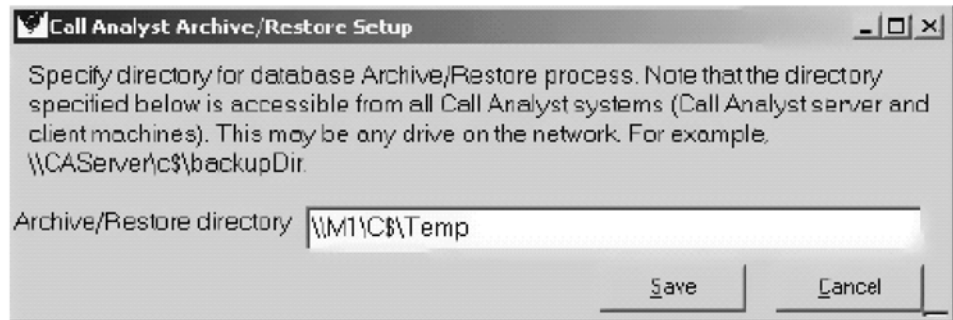 Call Analyst Archive/Restore Setup
Specify directory for database Archive/Restore process. Note that the directory
specified below is accessible from all Call Analyst systems (Call Analyst server and
client machines). This may be any drive on the network. For example,
\\CAServer\c$\backupDir.
Archive/Restore directory \\M1\C$\Temp
Save Cancel